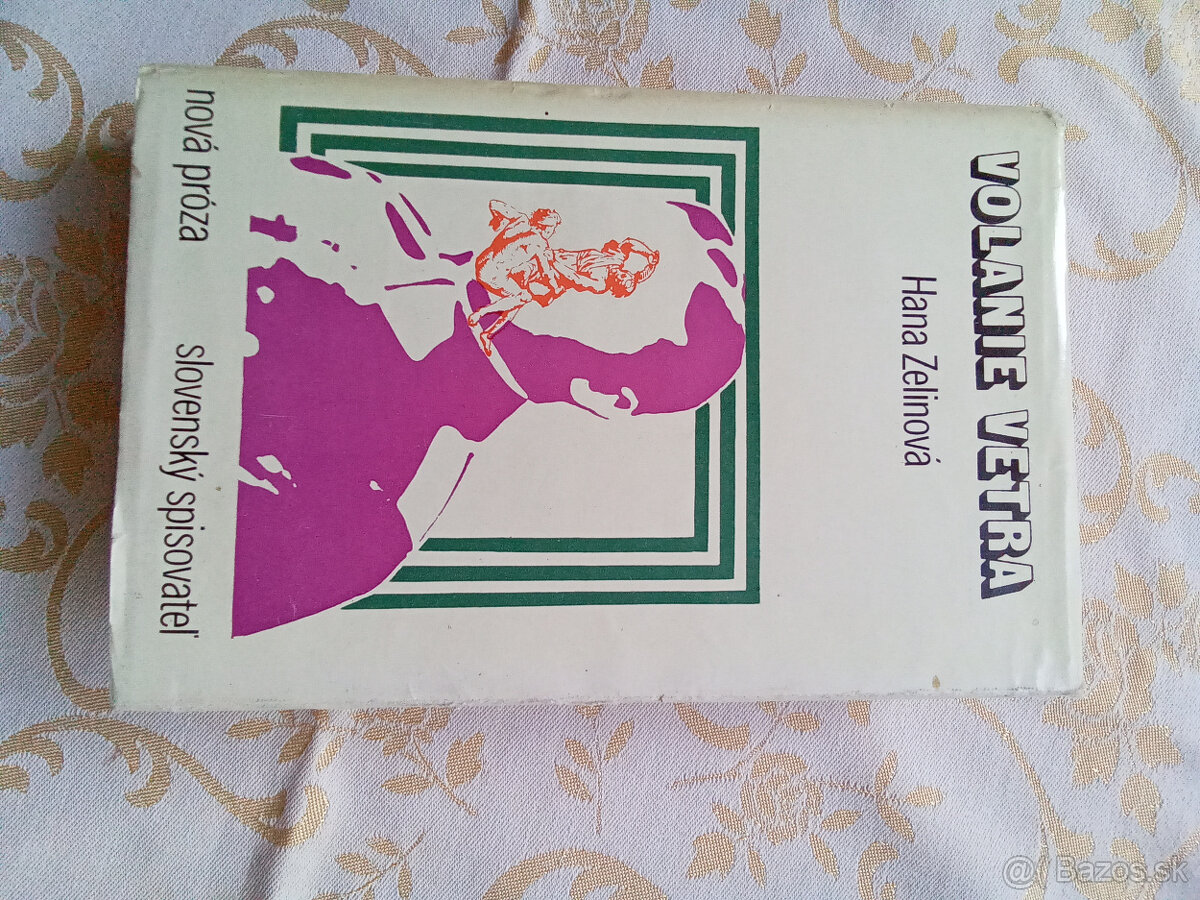 VOLANIE VETRA
Hana Zelinová
nová próza
slovenský spisovateľ
@ Bazos.sk